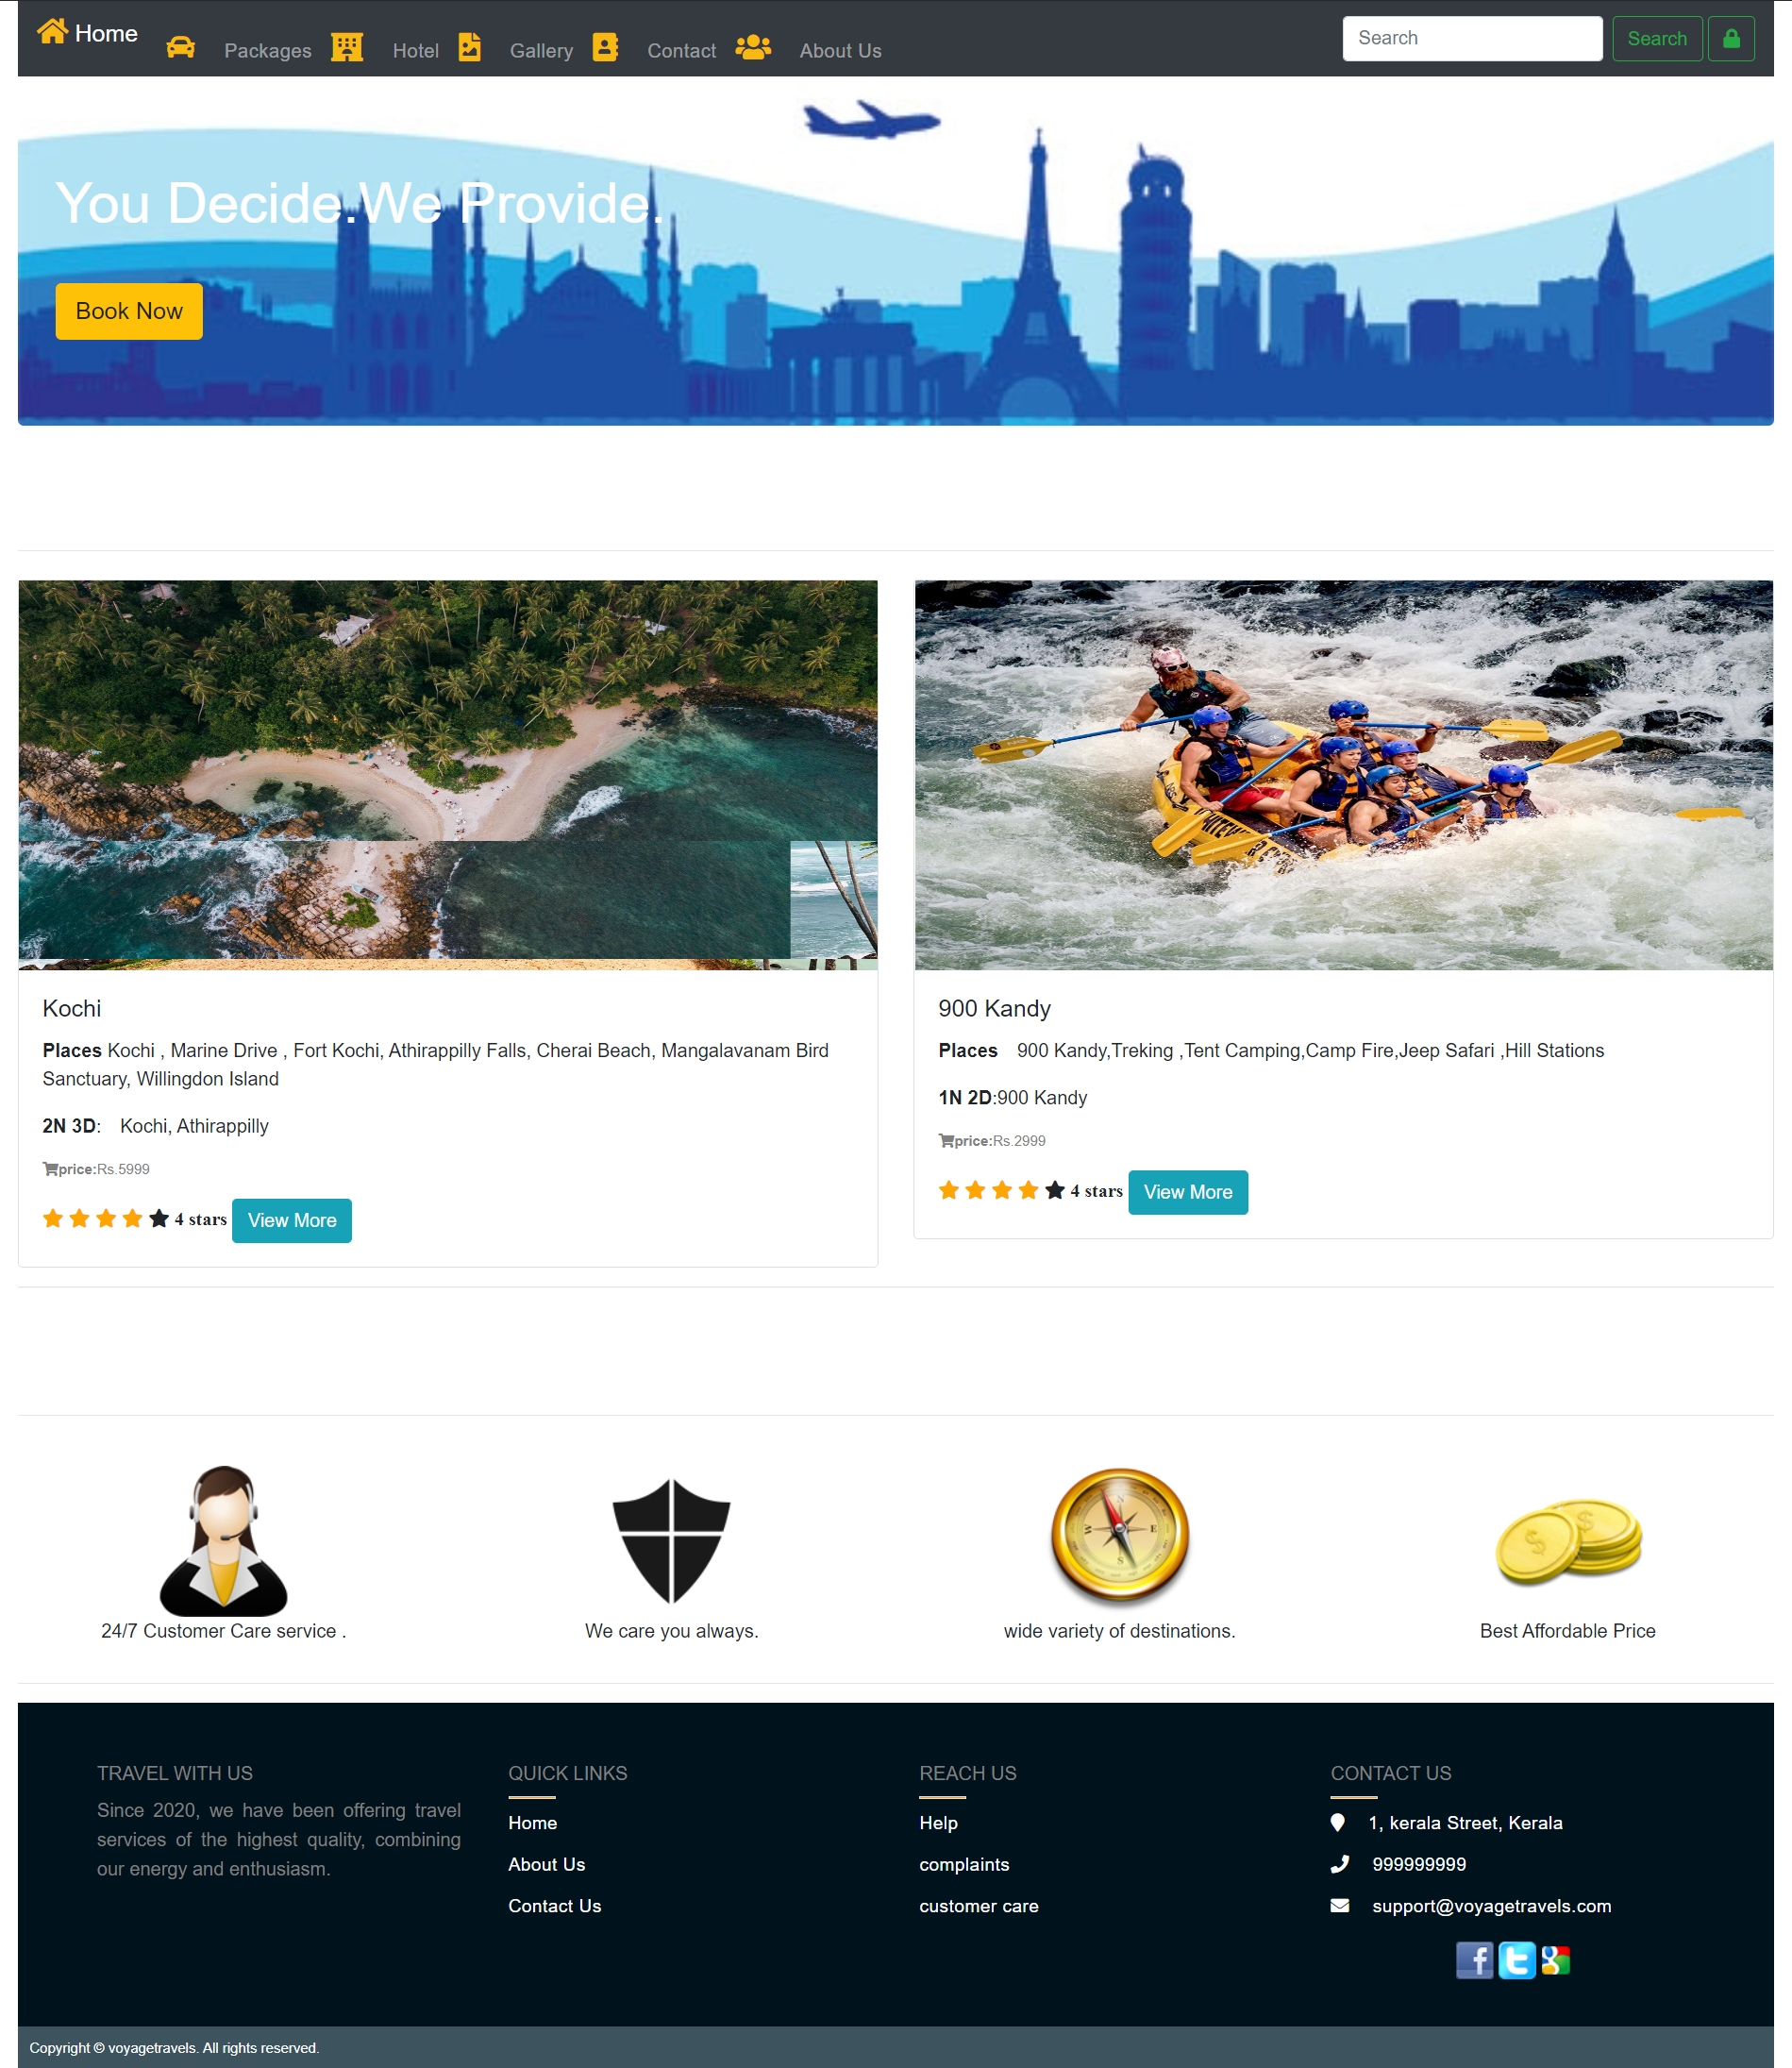 Home
Packages
Hotel
Gallery
Contact
About Us
Search
Search
You Decide.We Provide.
Book Now
Kochi
Places Kochi , Marine Drive , Fort Kochi, Athirappilly Falls, Cherai Beach, Mangalavanam Bird
Sanctuary, Willingdon Island
2N 3D: Kochi, Athirappilly
price:Rs.5999
4 stars
View More
900 Kandy
Places 900 Kandy,Treking ,Tent Camping,Camp Fire,Jeep Safari ,Hill Stations
1N 2D:900 Kandy
price:Rs.2999
4 stars
View More
24/7 Customer Care service .
We care you always.
wide variety of destinations.
Best Affordable Price
TRAVEL WITH US
Since 2020, we have been offering travel
services of the highest quality, combining
our energy and enthusiasm.
QUICK LINKS
Home
About Us
Contact Us
REACH US
Help
complaints
customer care
CONTACT US
1, kerala Street, Kerala
999999999
support@voyagetravels.com
Copyright © voyagetravels. All rights reserved.